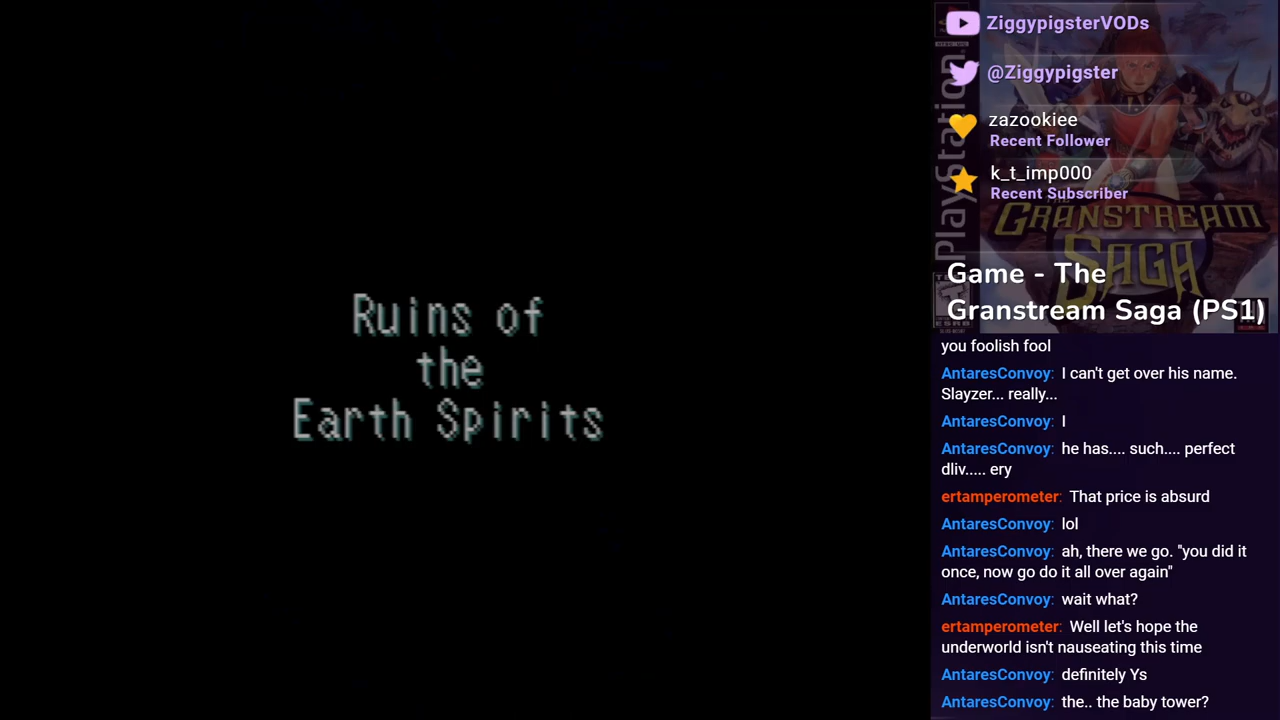 Ruins of
the
Earth Spirits
ZiggypigsterVODs
@Ziggypigster
zazookiee
Recent Follower
k_t_imp000
Recent Subscriber
PlayStation
GRANSTREAM
SAGA
Game - The
Granstream Saga (PS1)
you foolish fool
AntaresConvoy: I can't get over his name.
Slayzer... really...
AntaresConvoy: I
AntaresConvoy: he has.... such.... perfect
dliv..... ery
ertamperometer: That price is absurd
AntaresConvoy: lol
AntaresConvoy: ah, there we go. "you did it
once, now go do it all over again"
AntaresConvoy: wait what?
ertamperometer: Well let's hope the
underworld isn't nauseating this time
AntaresConvoy: definitely Ys
AntaresConvoy: the.. the baby tower?